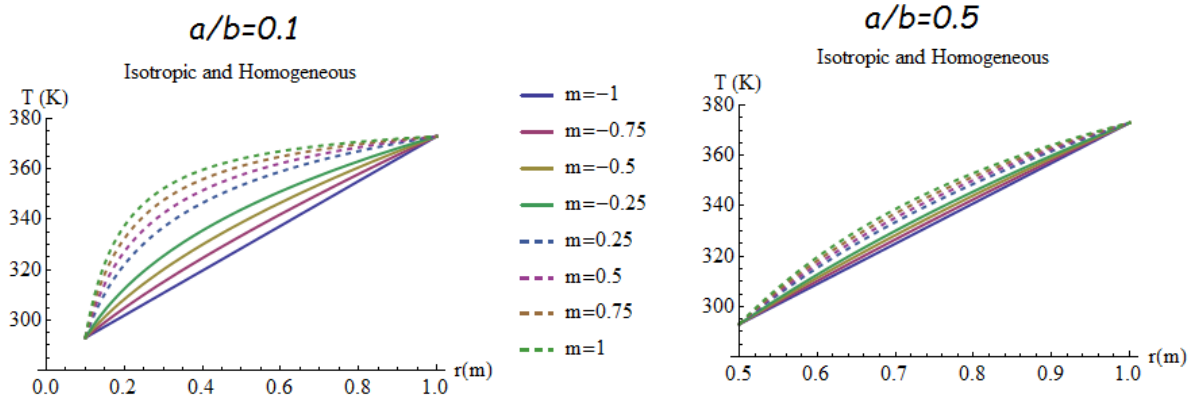 a/b=0.1
Isotropic and Homogeneous
T (K)
380
360
340
320
300
0.0 0.2 0.4 0.6 0.8 1.0 r(m)
m=−1
m=−0.75
m=−0.5
m=−0.25
m=0.25
m=0.5
m=0.75
m=1
a/b=0.5
Isotropic and Homogeneous
T (K)
380
360
340
320
300
0.5 0.6 0.7 0.8 0.9 1.0 r(m)